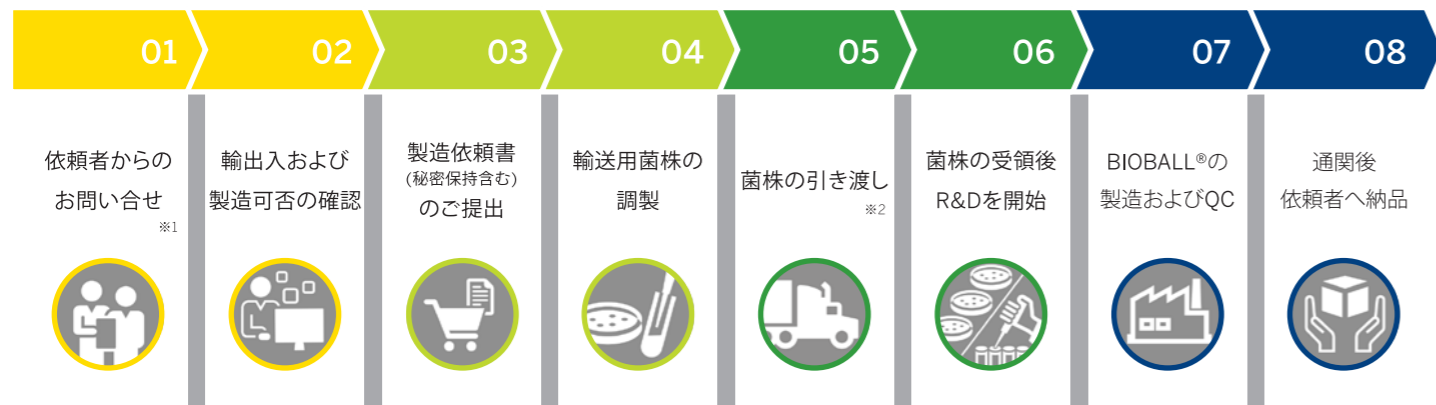 01
02
03
04
05
06
07
08
依頼者からの
お問い合せ
※1
輸出入および
製造可否の確認
製造依頼書
(秘密保持含む)
のご提出
輸送用菌株の
調製
菌株の引き渡し
※2
菌株の受領後
R&Dを開始
BIOBALL®の
製造およびQC
通関後
依頼者へ納品